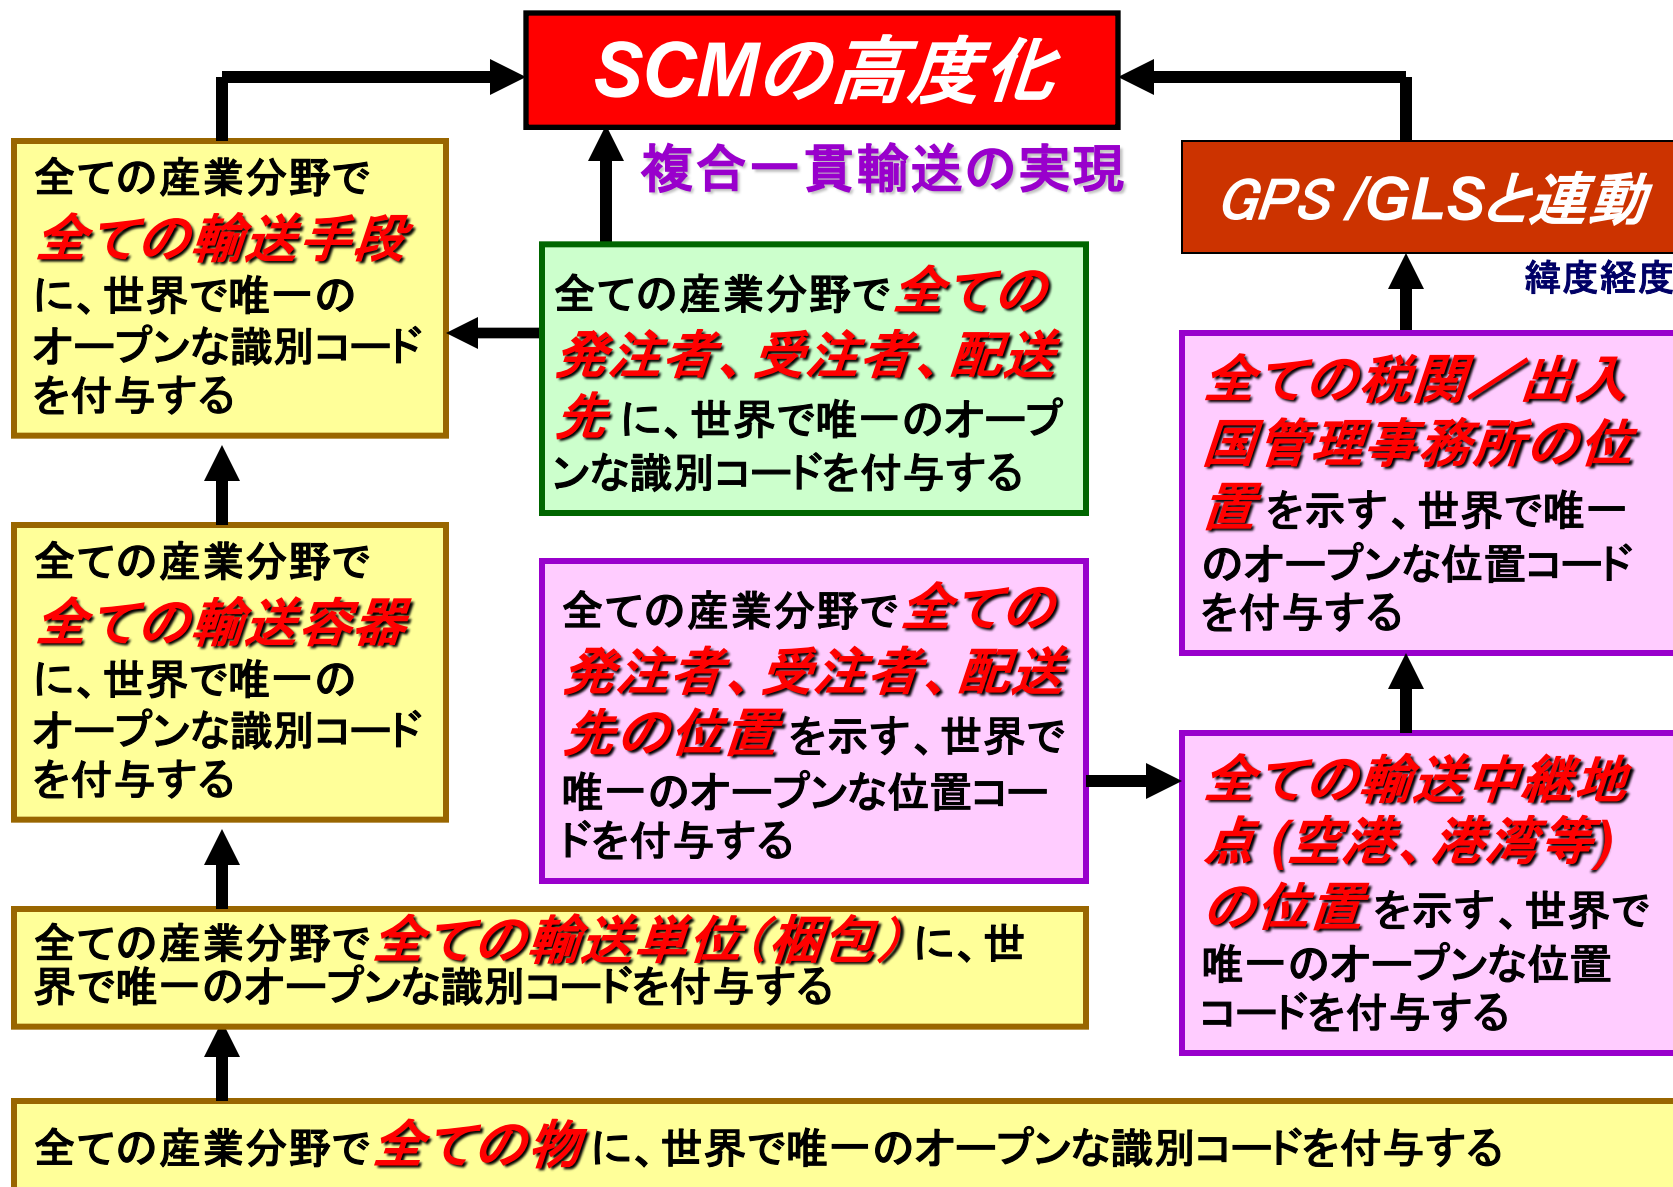 SCMの高度化
複合一貫輸送の実現
全ての産業分野で
全ての輸送手段
に、世界で唯一の
オープンな識別コード
を付与する
GPS /GLSと連動
緯度経度
全ての産業分野で全ての
発注者、受注者、配送
先に、世界で唯一のオープ
ンな識別コードを付与する
全ての税関／出入
国管理事務所の位
置を示す、世界で唯一
のオープンな位置コード
を付与する
全ての産業分野で
全ての輸送容器
に、世界で唯一の
オープンな識別コード
を付与する
全ての産業分野で全ての
発注者、受注者、配送
先の位置を示す、世界で
唯一のオープンな位置コー
ドを付与する
全ての輸送中継地
点 (空港、港湾等)
の位置を示す、世界で
唯一のオープンな位置
コードを付与する
全ての産業分野で全ての輸送単位（梱包）に、世
界で唯一のオープンな識別コードを付与する
全ての産業分野で全ての物に、世界で唯一のオープンな識別コードを付与する